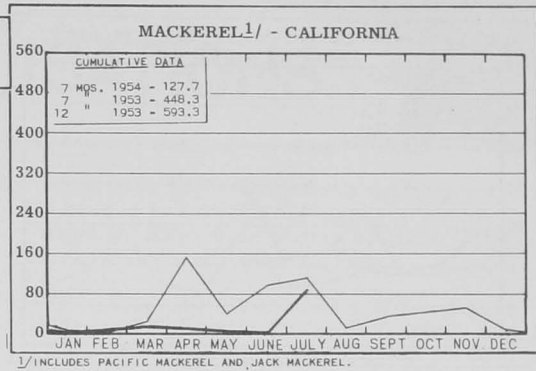 MACKEREL1/ - CALIFORNIA
560
CUMULATIVE DATA
7 MOS. 1954 - 127.7
7 " 1953 - 448.3
12 " 1953 - 593.3
480
400
320
240
160
80
0
JAN FEB MAR APR MAY JUNE JULY AUG SEPT OCT NOV. DEC
1/INCLUDES PACIFIC MACKEREL AND JACK MACKEREL.